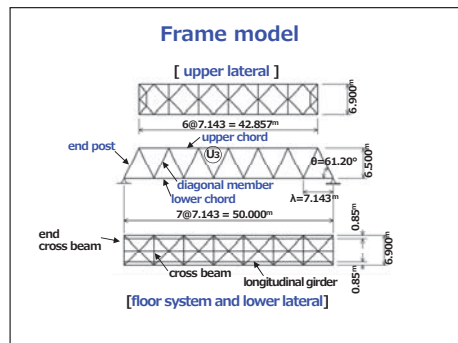 Frame model
[ upper lateral ]
6.900m
6@7.143 = 42.857m
upper chord
end post
U3
θ=61.20°
6.500m
diagonal member
lower chord
λ=7.143m
7@7.143 = 50.000m
0.85m
end
cross beam
cross beam
6.900m
longitudinal girder
0.85m
[floor system and lower lateral]